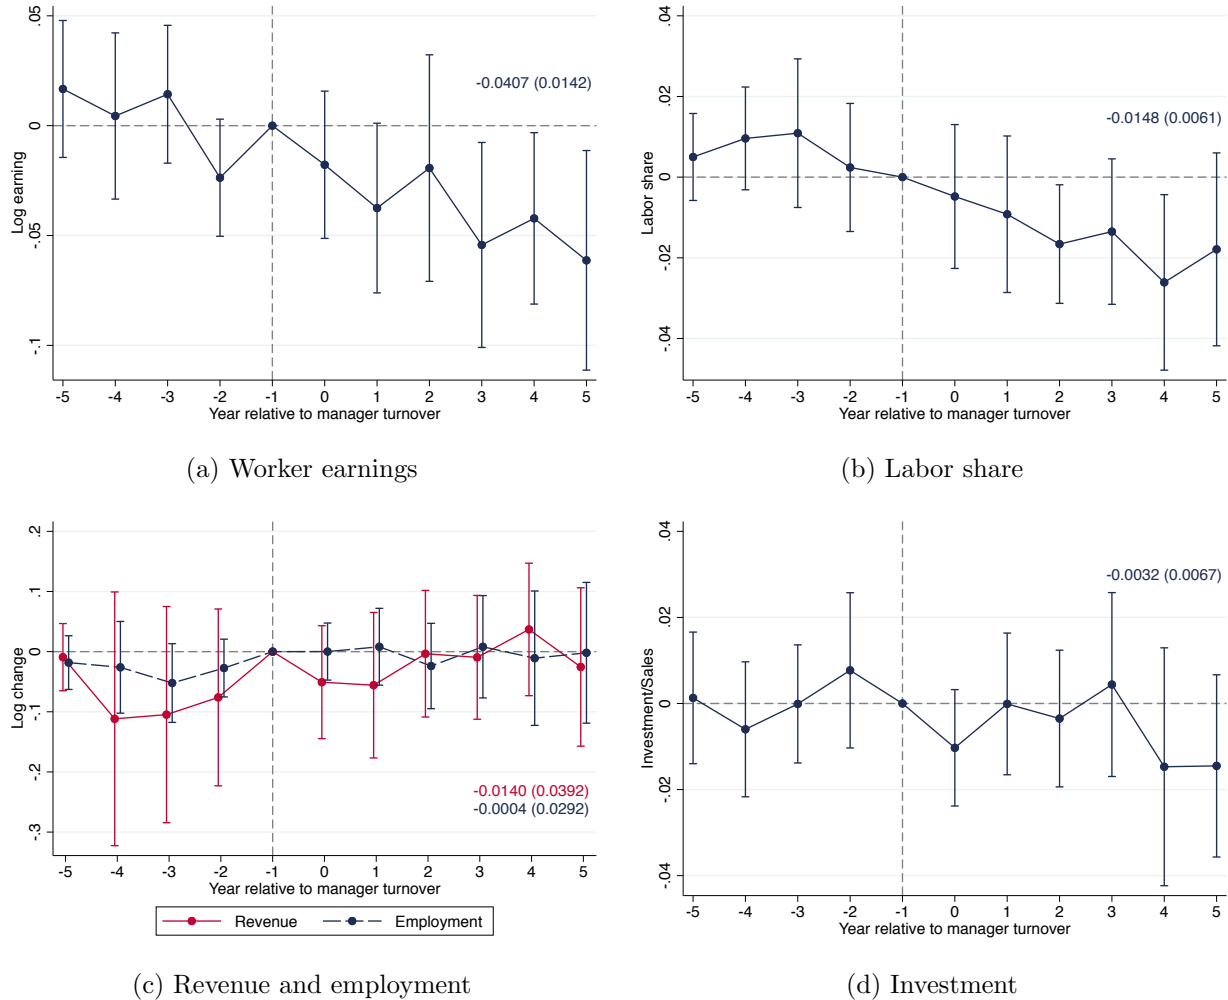 .05
0
-.05
-.1
Log earning
-0.0407 (0.0142)
-5 -4 -3 -2 -1 0 1 2 3 4 5
Year relative to manager turnover
(a) Worker earnings
.04
.02
0
-.02
-.04
Labor share
-0.0148 (0.0061)
-5 -4 -3 -2 -1 0 1 2 3 4 5
Year relative to manager turnover
(b) Labor share
.2
.1
0
-.1
-.2
-.3
Log change
-0.0140 (0.0392)
-0.0004 (0.0292)
-5 -4 -3 -2 -1 0 1 2 3 4 5
Year relative to manager turnover
Revenue Employment
(c) Revenue and employment
.04
.02
0
-.02
-.04
Investment/Sales
-0.0032 (0.0067)
-5 -4 -3 -2 -1 0 1 2 3 4 5
Year relative to manager turnover
(d) Investment